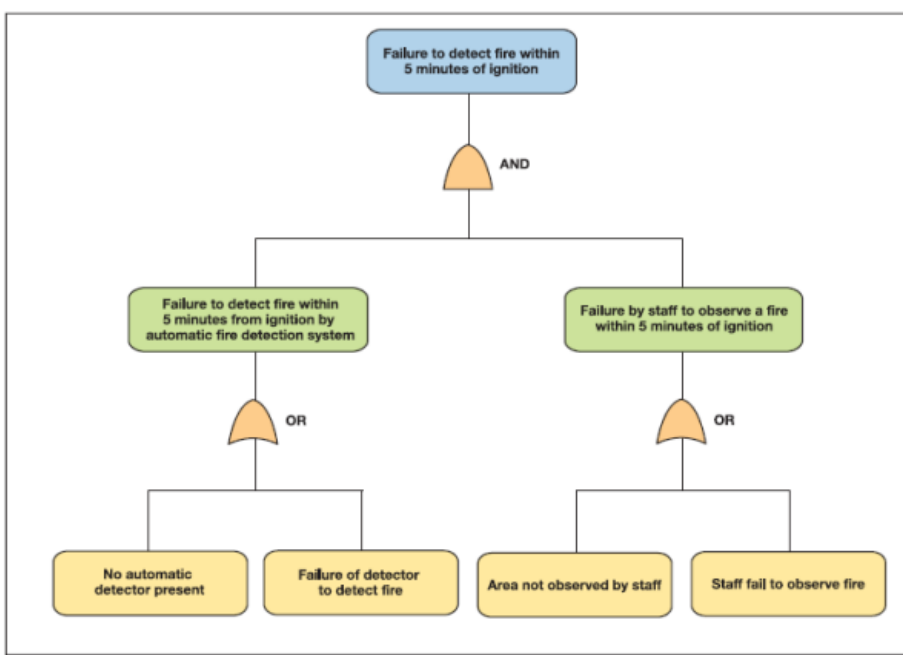 Failure to detect fire within
5 minutes of ignition
AND
Failure to detect fire within
5 minutes from ignition by
automatic fire detection system
Failure by staff to observe a fire
within 5 minutes of ignition
OR
OR
No automatic
detector present
Failure of detector
to detect fire
Area not observed by staff
Staff fail to observe fire